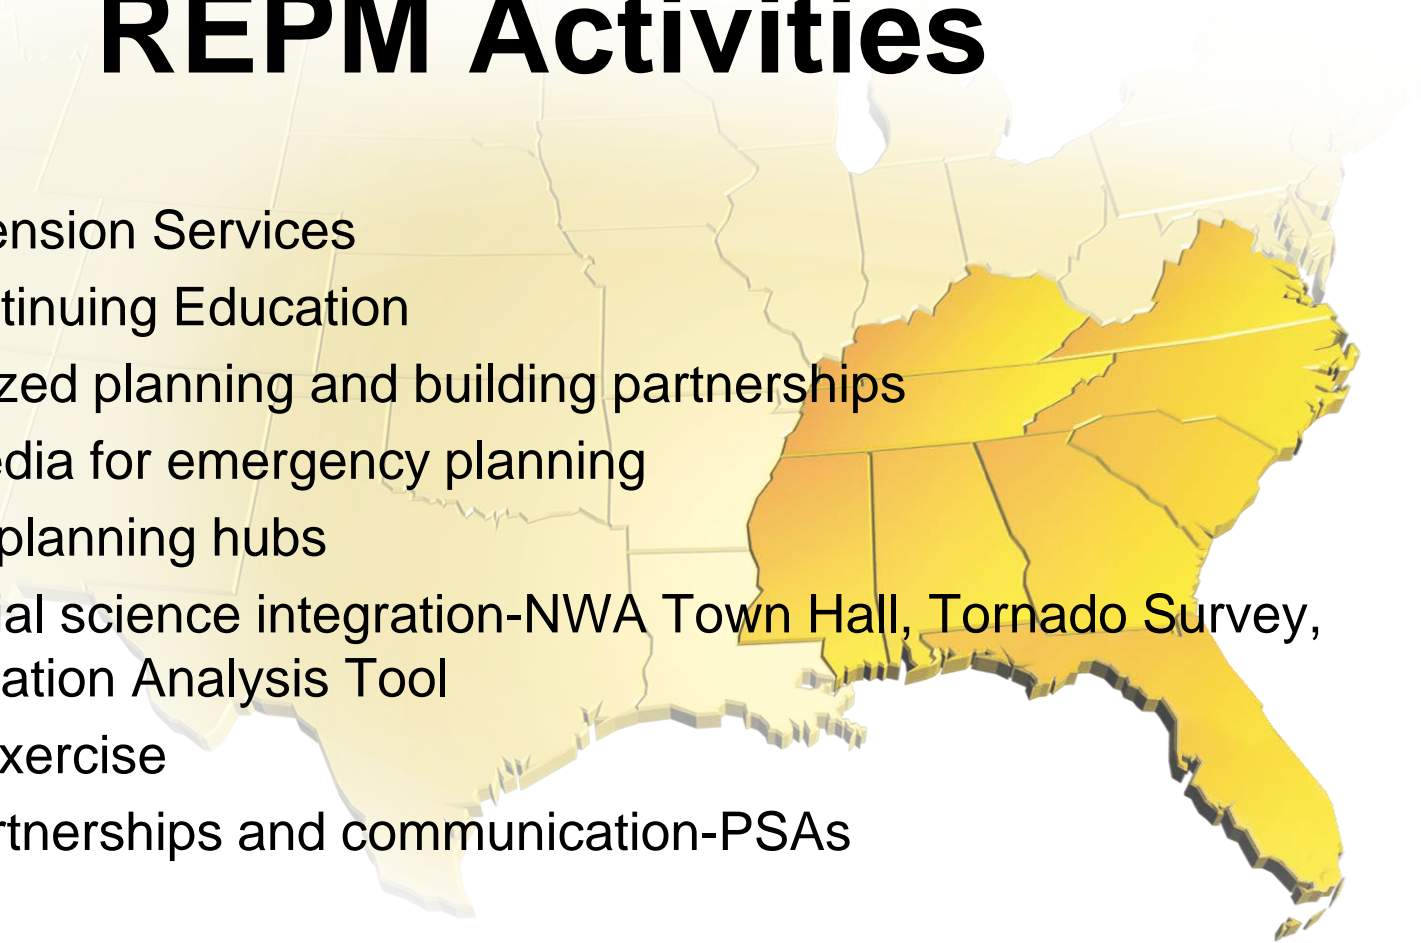 REPM Activities
ension Services
tinuing Education
zed planning and building partnerships
edia for emergency planning
planning hubs
ial science integration-NWA Town Hall, Tornado Survey,
ation Analysis Tool
xercise
rtnerships and communication-PSAs